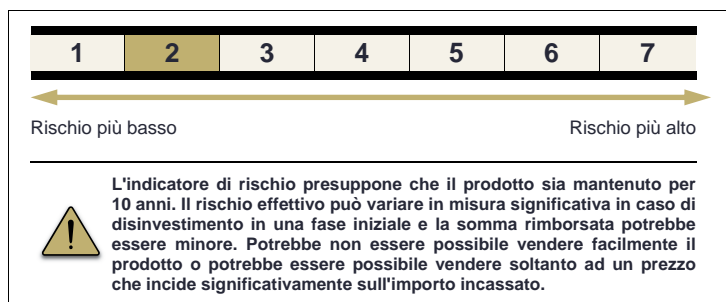 1 2 3 4 5 6 7
Rischio più basso Rischio più alto
L'indicatore di rischio presuppone che il prodotto sia mantenuto per
10 anni. Il rischio effettivo può variare in misura significativa in caso di
disinvestimento in una fase iniziale e la somma rimborsata potrebbe
essere minore. Potrebbe non essere possibile vendere facilmente il
prodotto o potrebbe essere possibile vendere soltanto ad un prezzo
che incide significativamente sull'importo incassato.